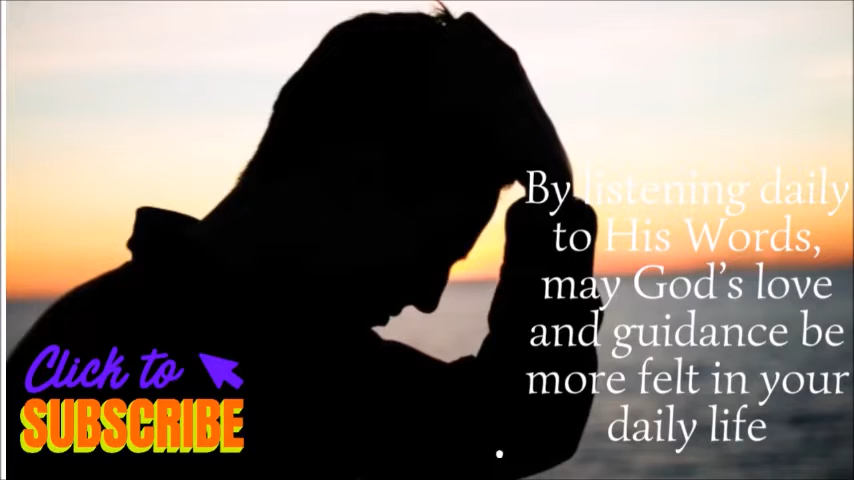 By listening daily
to His Words,
may God's love
and guidance be
more felt in your
daily life
Click to
SUBSCRIBE